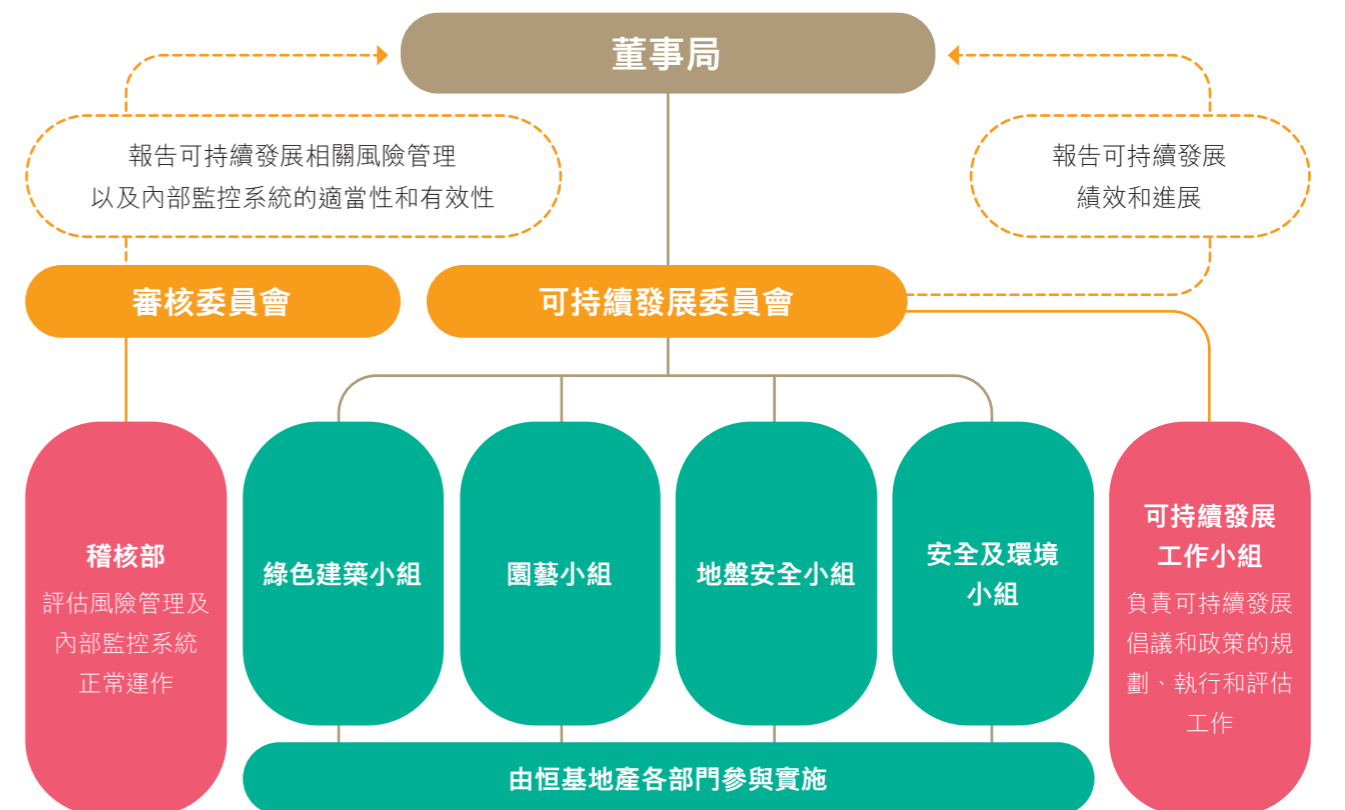 董事局
報告可持續發展相關風險管理
以及內部監控系統的適當性和有效性
報告可持續發展
績效和進展
審核委員會
可持續發展委員會
稽核部
評估風險管理及
內部監控系統
正常運作
綠色建築小組
園藝小組
地盤安全小組
安全及環境
小組
可持續發展
工作小組
負責可持續發展
倡議和政策的規
劃、執行和評估
工作
由恒基地產各部門參與實施